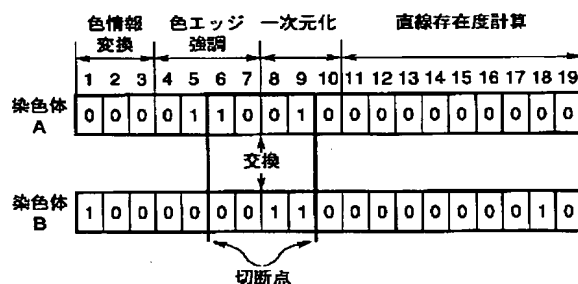 色情報変換 色エッジ強調 一次元化 直線存在度計算
1 2 3 4 5 6 7 8 9 10 11 12 13 14 15 16 17 18 19
染色体A 0 0 0 0 1 1 0 0 1 0 0 0 0 0 0 0 0 0 0
交換
染色体B 1 0 0 0 0 0 0 1 1 0 0 0 0 0 0 0 0 1 0
切断点